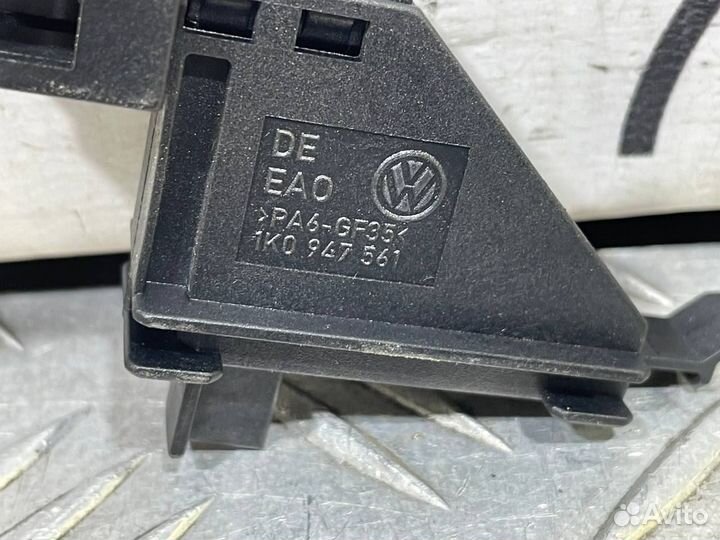 DE
EAO
>PA6-GF35<
1K0 947 561
Avito